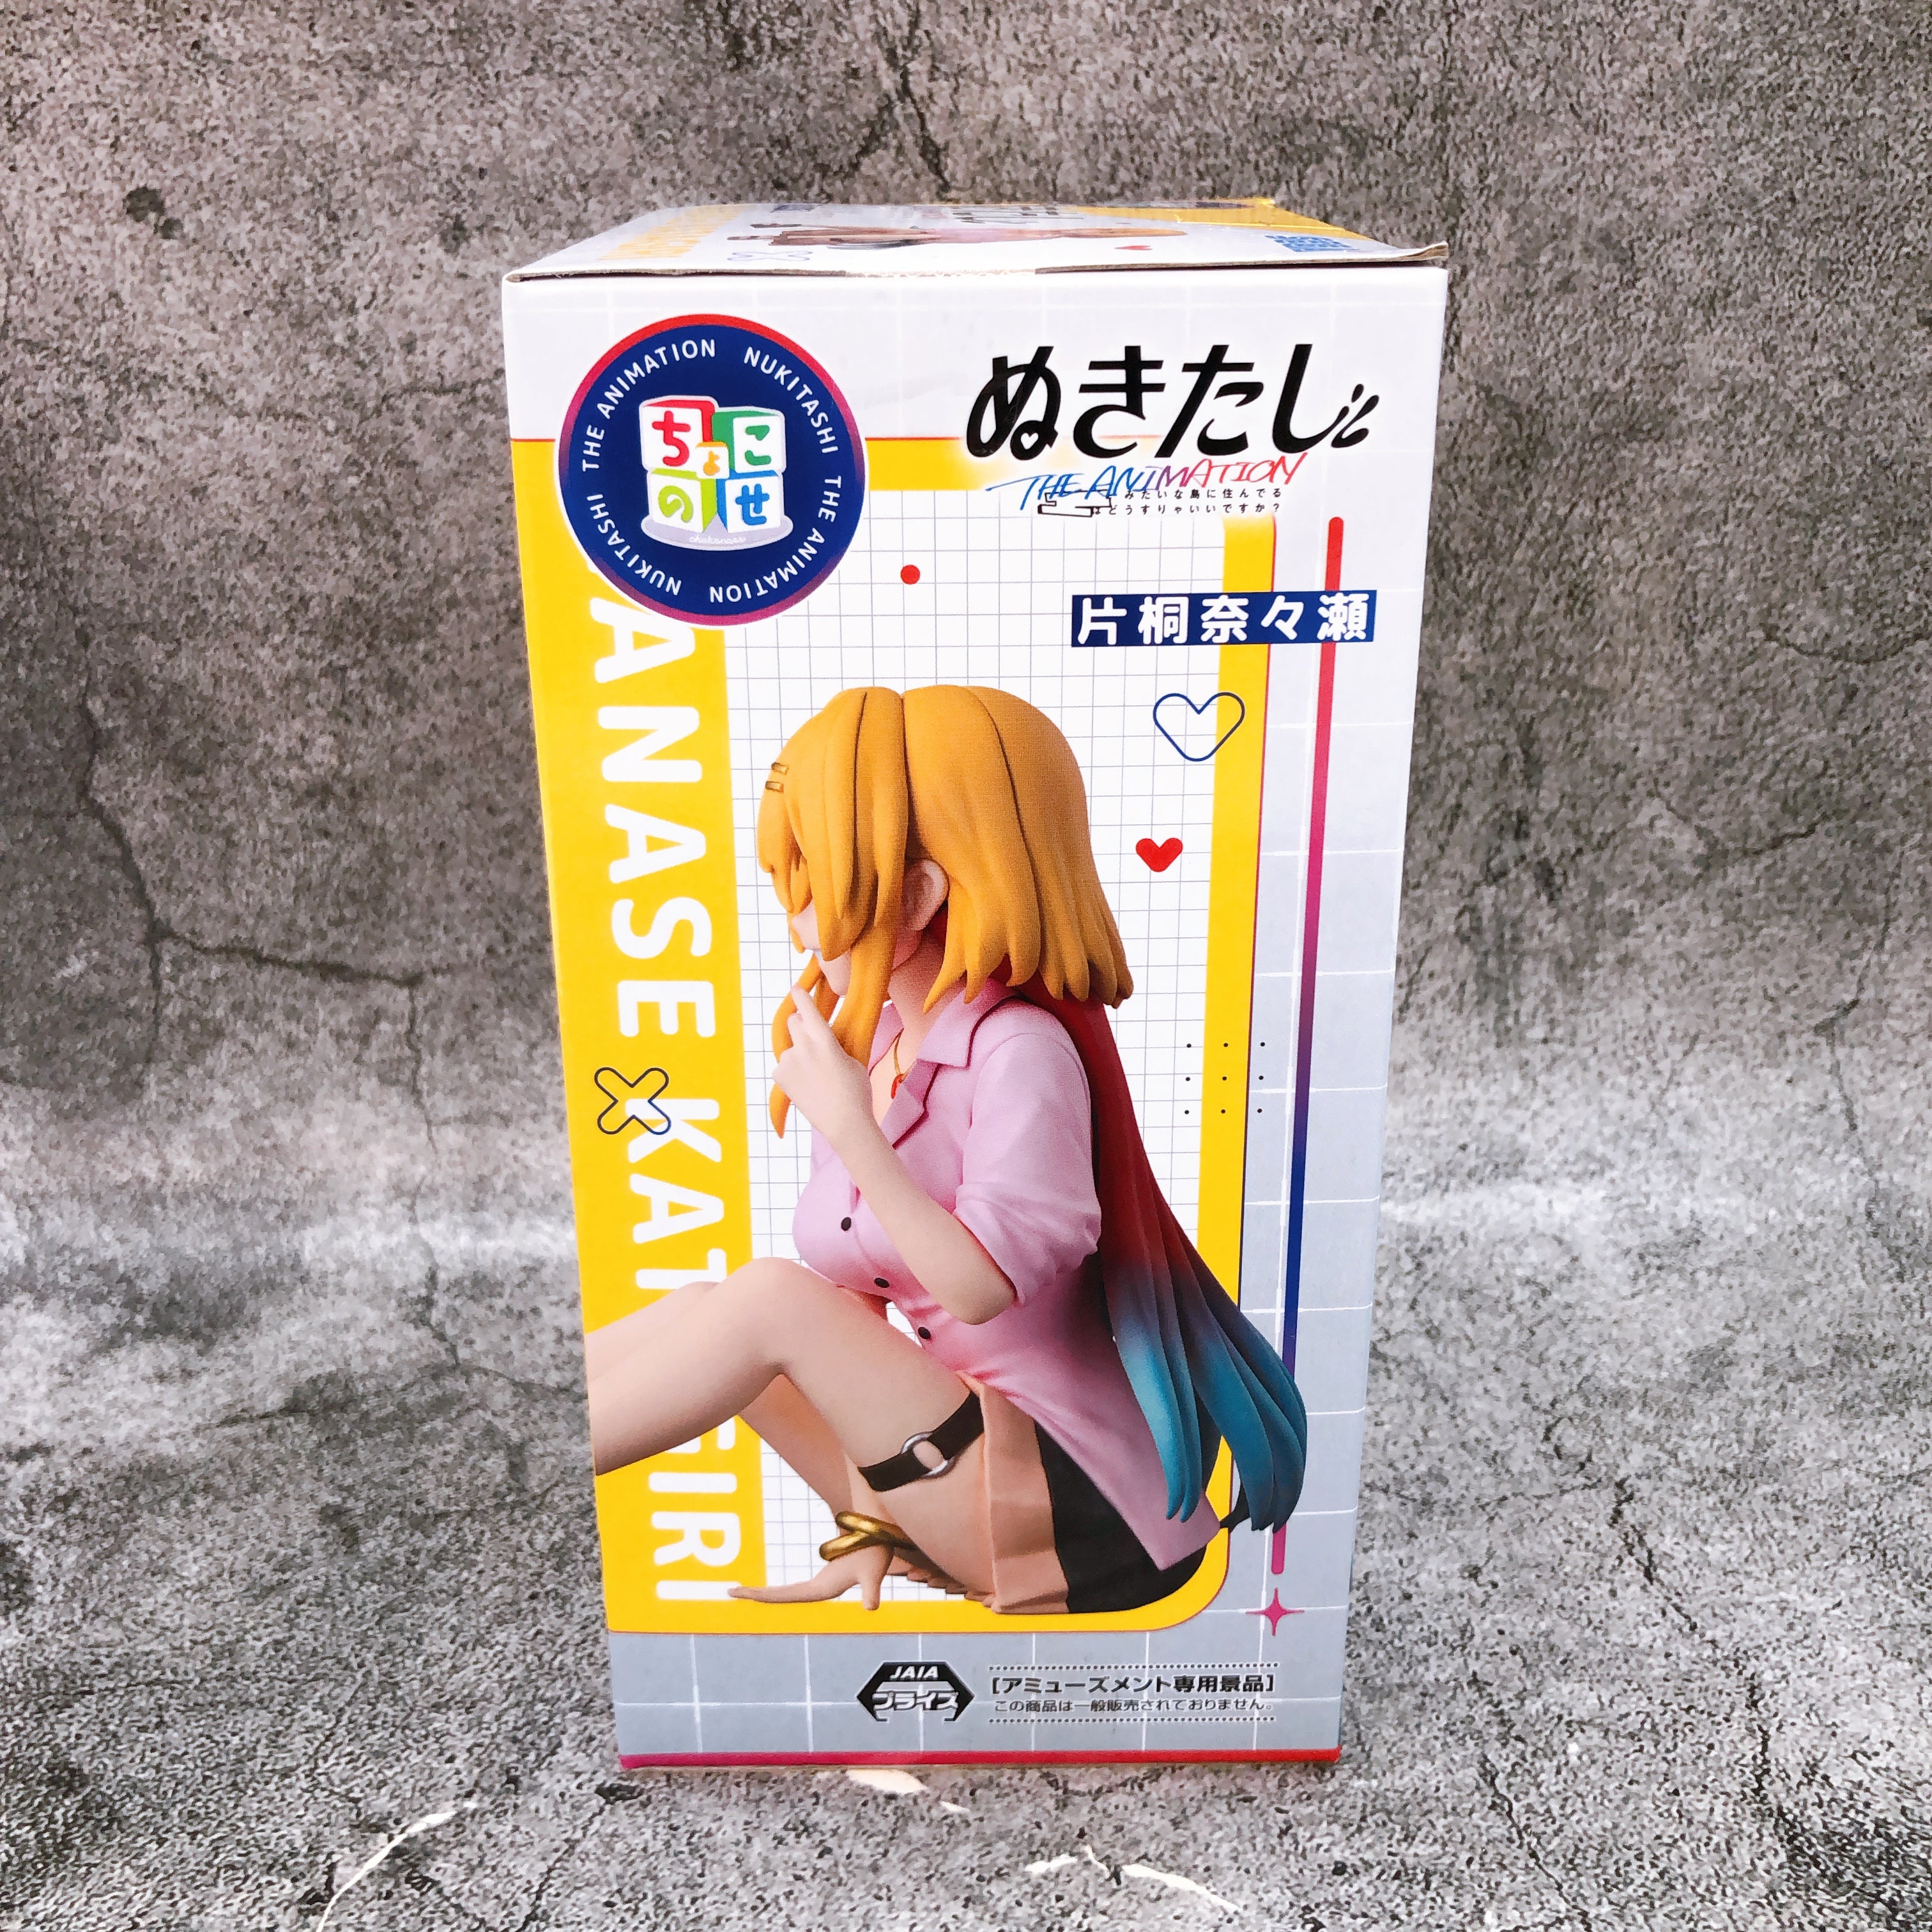 NUKITASHI THE ANIMATION NUKITASHI THE ANIMATION
ちょこ
のせ
chokonose
ぬきたし
THE ANIMATION
みたいな島に住んでる
どうすりゃいいですか?
片桐奈々瀬
ANASE KAT EIRI
JAIA
プライズ
[アミューズメント専用景品]
この商品は一般販売されておりません。